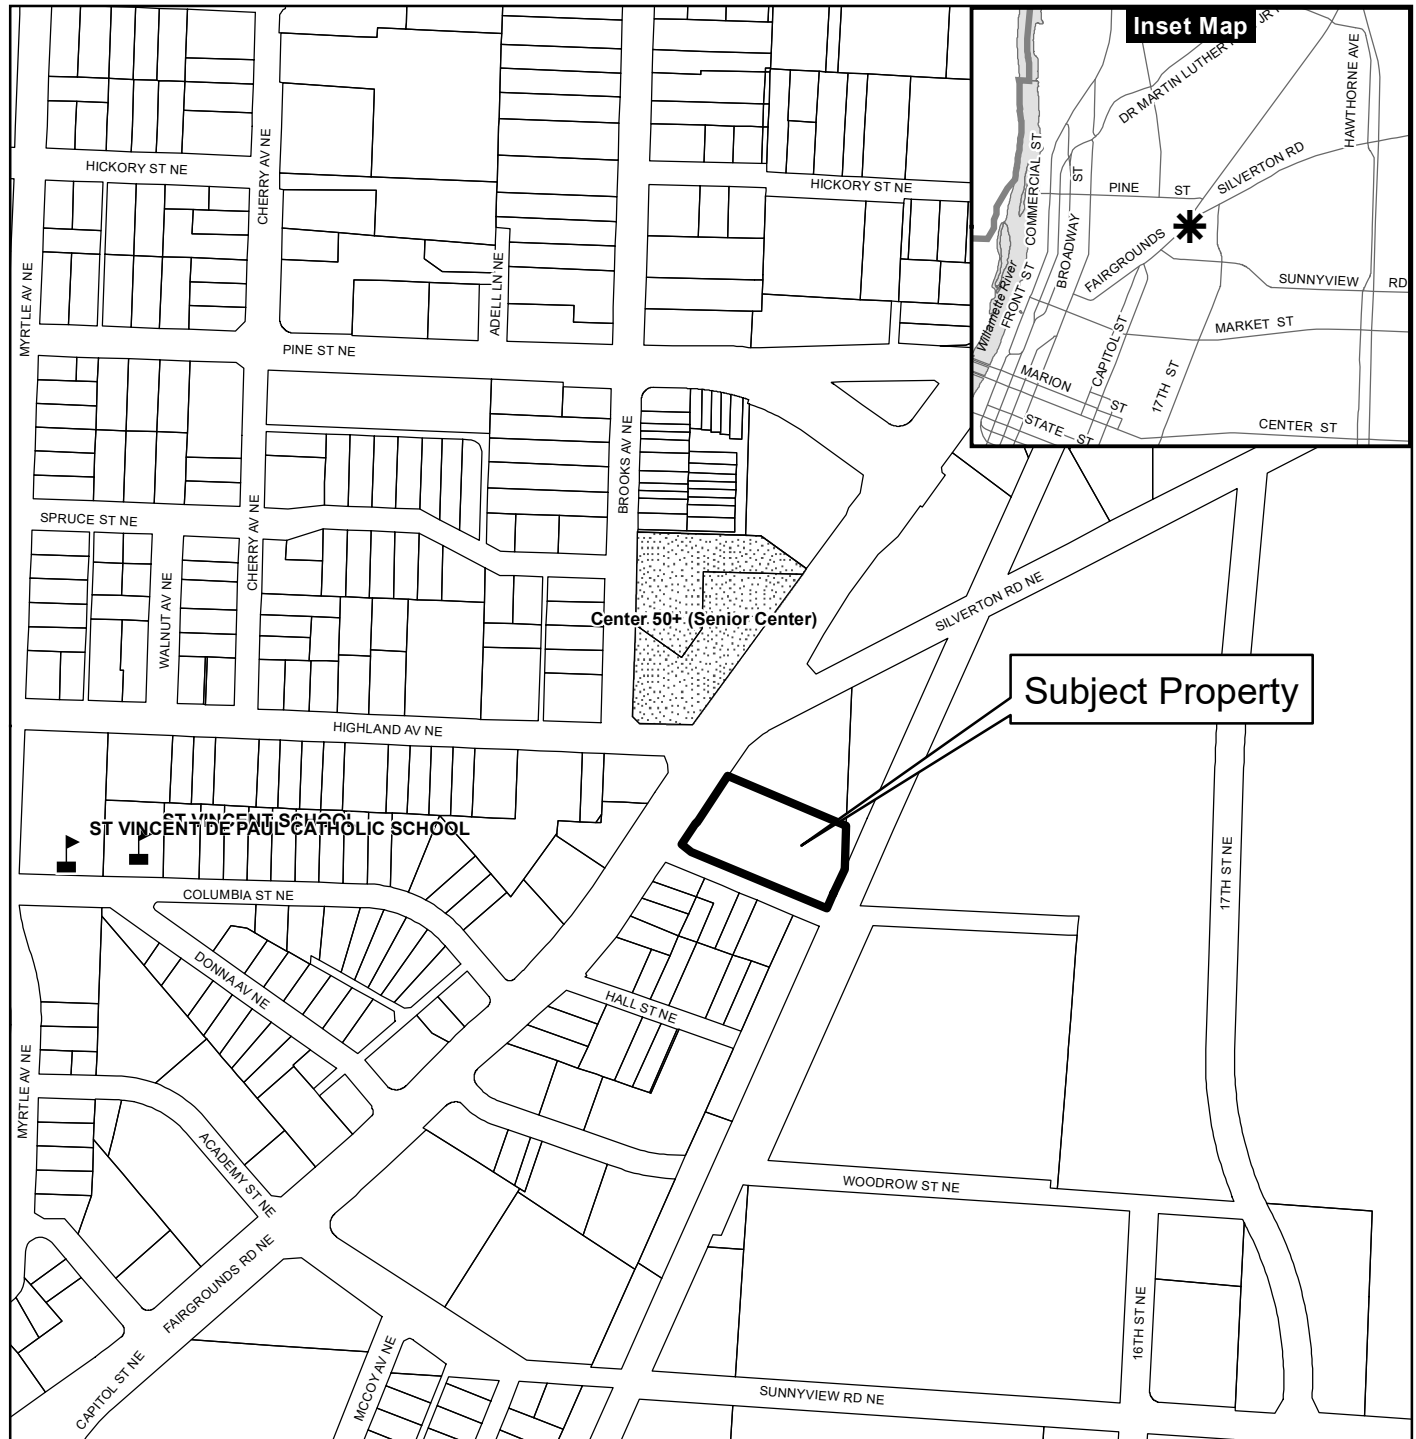 Inset Map
DR MARTIN LUTHER
JR
HAWTHORNE AVE
SILVERTON RD
PINE ST
COMMERCIAL ST
BROADWAY ST
FAIRGROUNDS
SUNNYVIEW RD
Willamette River
FRONT ST
MARKET ST
CAPITOL ST
17TH ST
MARION ST
STATE ST
CENTER ST
HICKORY ST NE
CHERRY AV NE
HICKORY ST NE
MYRTLE AV NE
ADELL LN NE
PINE ST NE
BROOKS AV NE
SPRUCE ST NE
CHERRY AV NE
WALNUT AV NE
SILVERTON RD NE
Center 50+ (Senior Center)
Subject Property
HIGHLAND AV NE
ST VINCENT SCHOOL
ST VINCENT DE PAUL CATHOLIC SCHOOL
17TH ST NE
COLUMBIA ST NE
DONNA AV NE
HALL ST NE
MYRTLE AV NE
ACADEMY ST NE
WOODROW ST NE
FAIRGROUNDS RD NE
16TH ST NE
CAPITOL ST NE
MCCOY AV NE
SUNNYVIEW RD NE